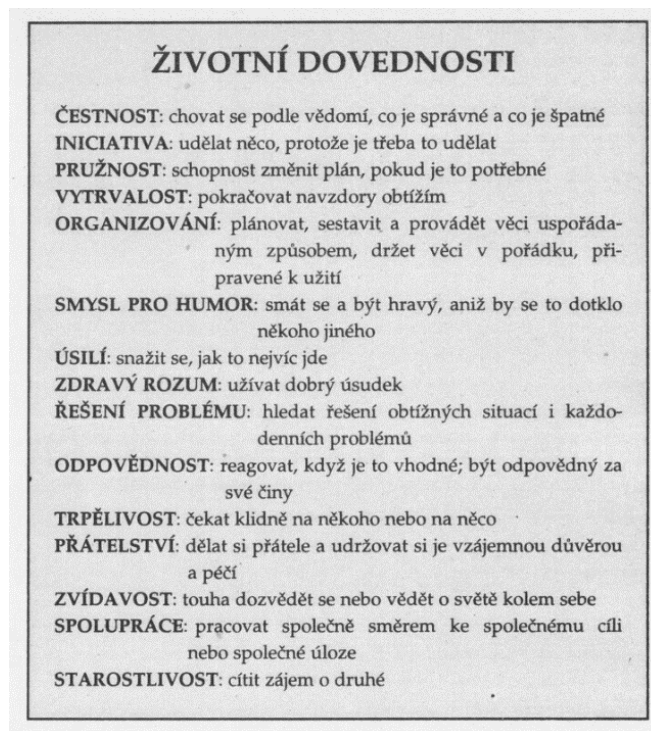 ŽIVOTNÍ DOVEDNOSTI
ČESTNOST: chovat se podle vědomí, co je správné a co je špatné
INICIATIVA: udělat něco, protože je třeba to udělat
PRUŽNOST: schopnost změnit plán, pokud je to potřebné
VYTRVALOST: pokračovat navzdory obtížím
ORGANIZOVÁNÍ: plánovat, sestavit a provádět věci uspořáda-
ným způsobem, držet věci v pořádku, při-
pravené k užití
SMYSL PRO HUMOR: smát se a být hravý, aniž by se to dotklo
někoho jiného
ÚSILÍ: snažit se, jak to nejvíc jde
ZDRAVÝ ROZUM: užívat dobrý úsudek
ŘEŠENÍ PROBLÉMU: hledat řešení obtížných situací i každo-
denních problémů
ODPOVĚDNOST: reagovat, když je to vhodné; být odpovědný za
své činy
TRPĚLIVOST: čekat klidně na někoho nebo na něco
PŘÁTELSTVÍ: dělat si přátele a udržovat si je vzájemnou důvěrou
a péčí
ZVÍDAVOST: touha dozvědět se nebo vědět o světě kolem sebe
SPOLUPRÁCE: pracovat společně směrem ke společnému cíli
nebo společné úloze
STAROSTLIVOST: cítit zájem o druhé